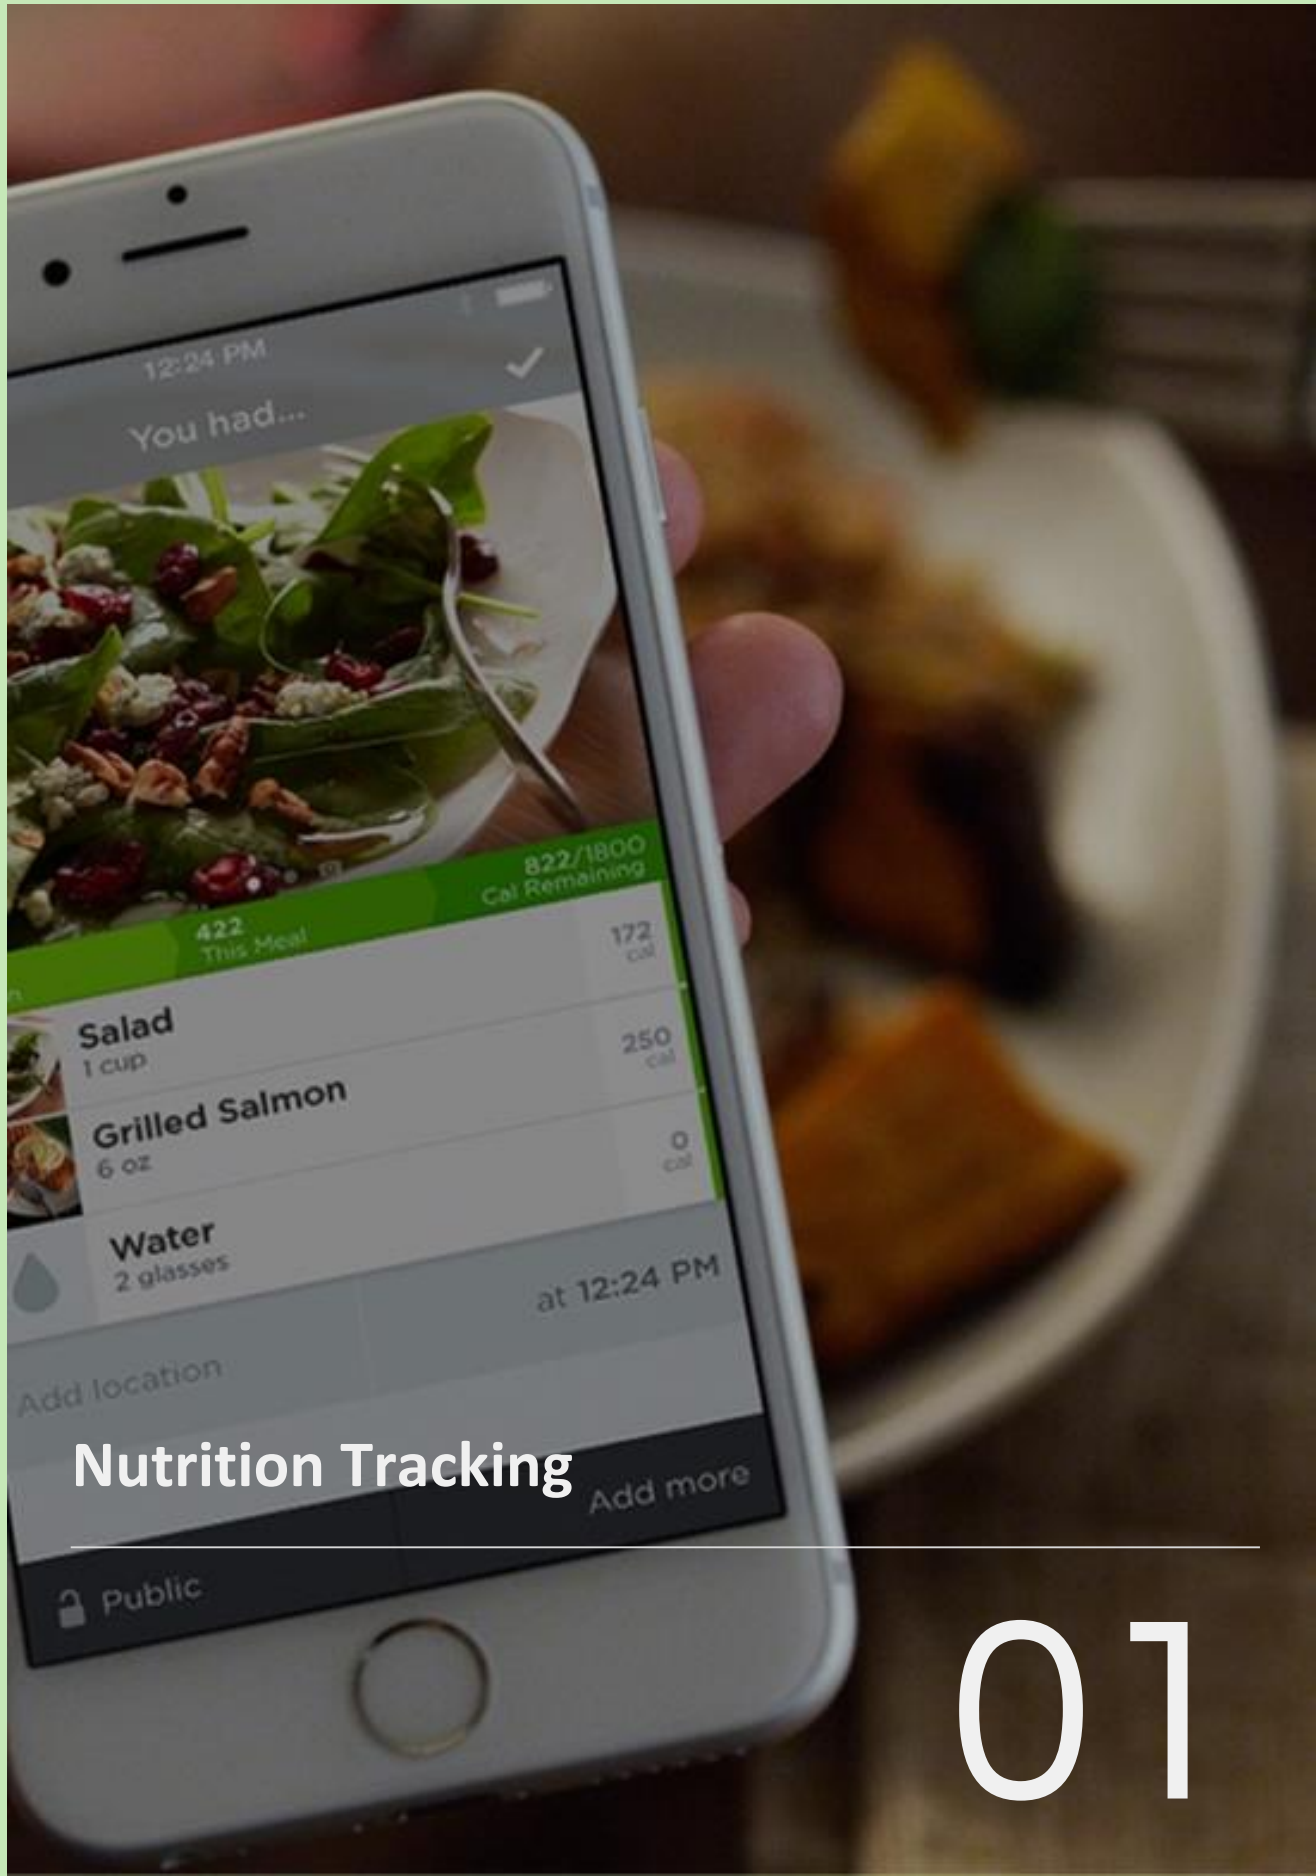 12:24 PM
You had...
822/1800
Cal Remaining
422
This Meal
172
cal
Salad
1 cup
250
cal
Grilled Salmon
6 oz
0
cal
Water
2 glasses
at 12:24 PM
Add location
Nutrition Tracking
Add more
Public
01